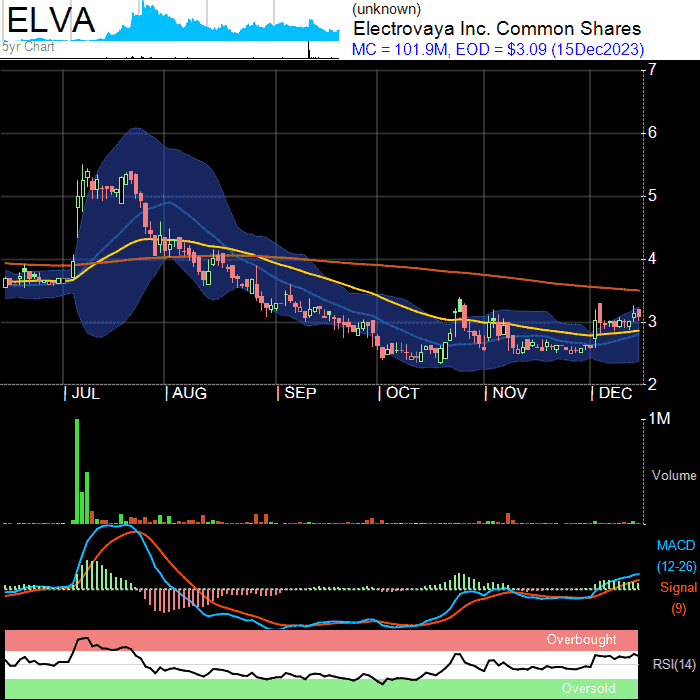 ELVA
5yr Chart
(unknown)
Electrovaya Inc. Common Shares
MC = 101.9M, EOD = $3.09 (15Dec2023)
7
6
5
4
3
2
JUL AUG SEP OCT NOV DEC
1M
Volume
MACD
(12-26)
Signal
(9)
Overbought
RSI(14)
Oversold